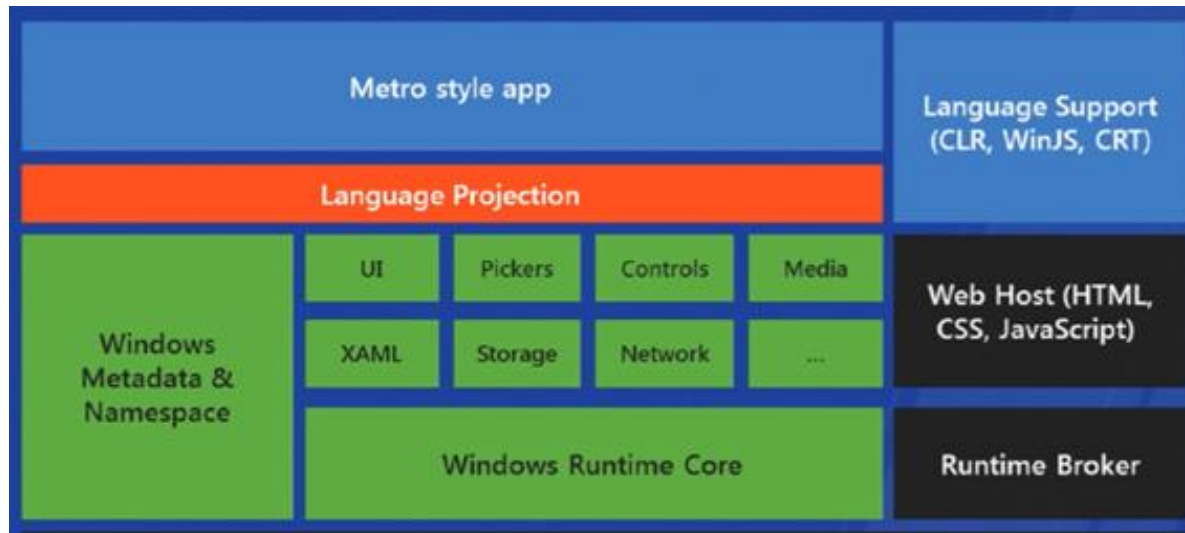 Metro style app
Language Support
(CLR, WinJS, CRT)
Language Projection
UI
Pickers
Controls
Media
Windows
Metadata &
Namespace
XAML
Storage
Network
...
Web Host (HTML,
CSS, JavaScript)
Windows Runtime Core
Runtime Broker